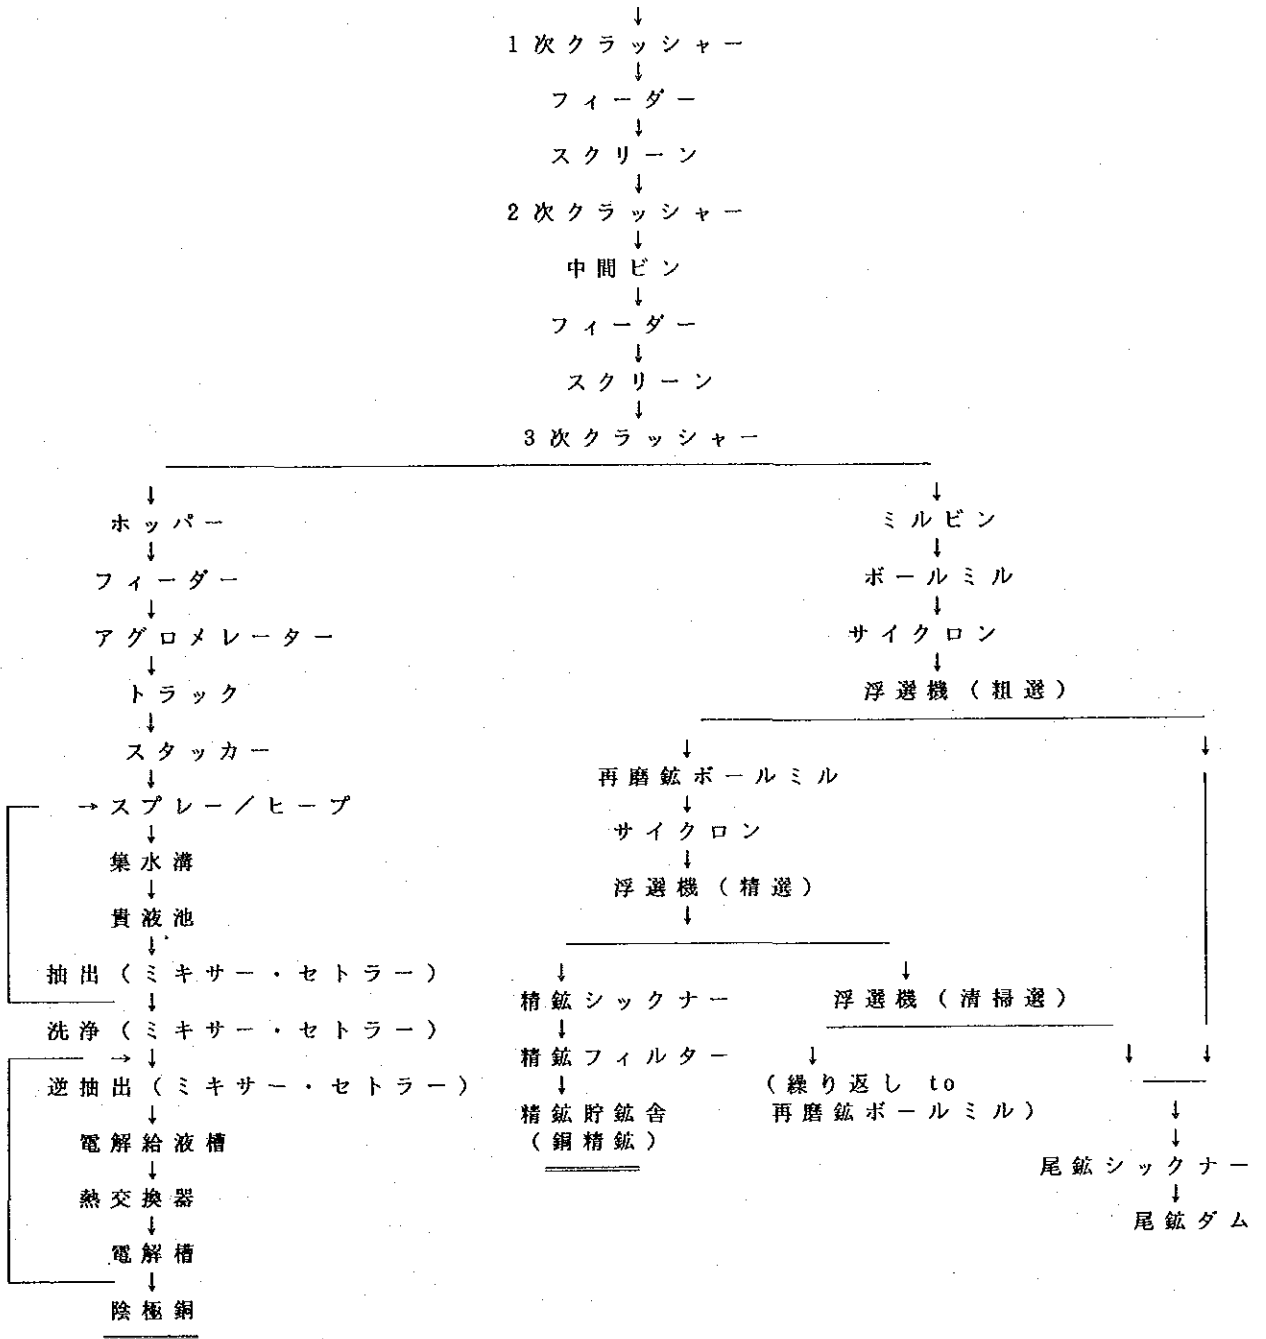 1次クラッシャー
フィーダー
スクリーン
2次クラッシャー
中間ビン
フィーダー
スクリーン
3次クラッシャー
ホッパー
フィーダー
アグロメレーター
トラック
スタッカー
スプレー/ヒープ
集水溝
貴液池
抽出(ミキサー・セトラー)
洗浄(ミキサー・セトラー)
逆抽出(ミキサー・セトラー)
電解給液槽
熱交換器
電解槽
陰極銅
ミルビン
ボールミル
サイクロン
浮選機(粗選)
再磨鉱ボールミル
サイクロン
浮選機(精選)
精鉱シックナー
精鉱フィルター
精鉱貯鉱舎
(銅精鉱)
浮選機(清掃選)
(繰り返し to
再磨鉱ボールミル)
尾鉱シックナー
尾鉱ダム